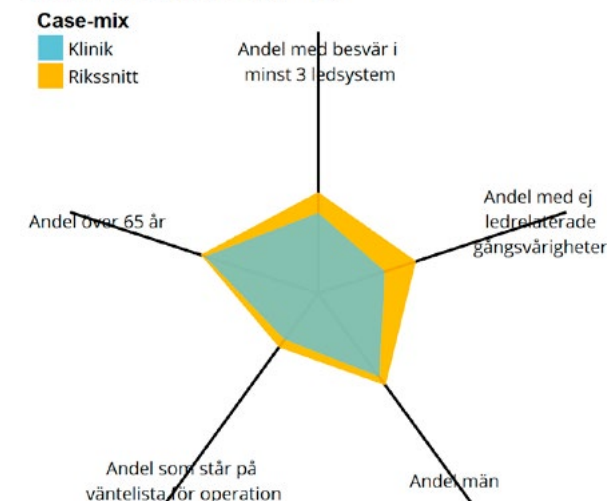 Case-mix
Klinik
Rikssnitt
Andel med besvär i
minst 3 ledsystem
Andel med ej
ledrelaterade
gångsvårigheter
Andel över 65 år
Andel som står på
väntelista för operation
Andel män